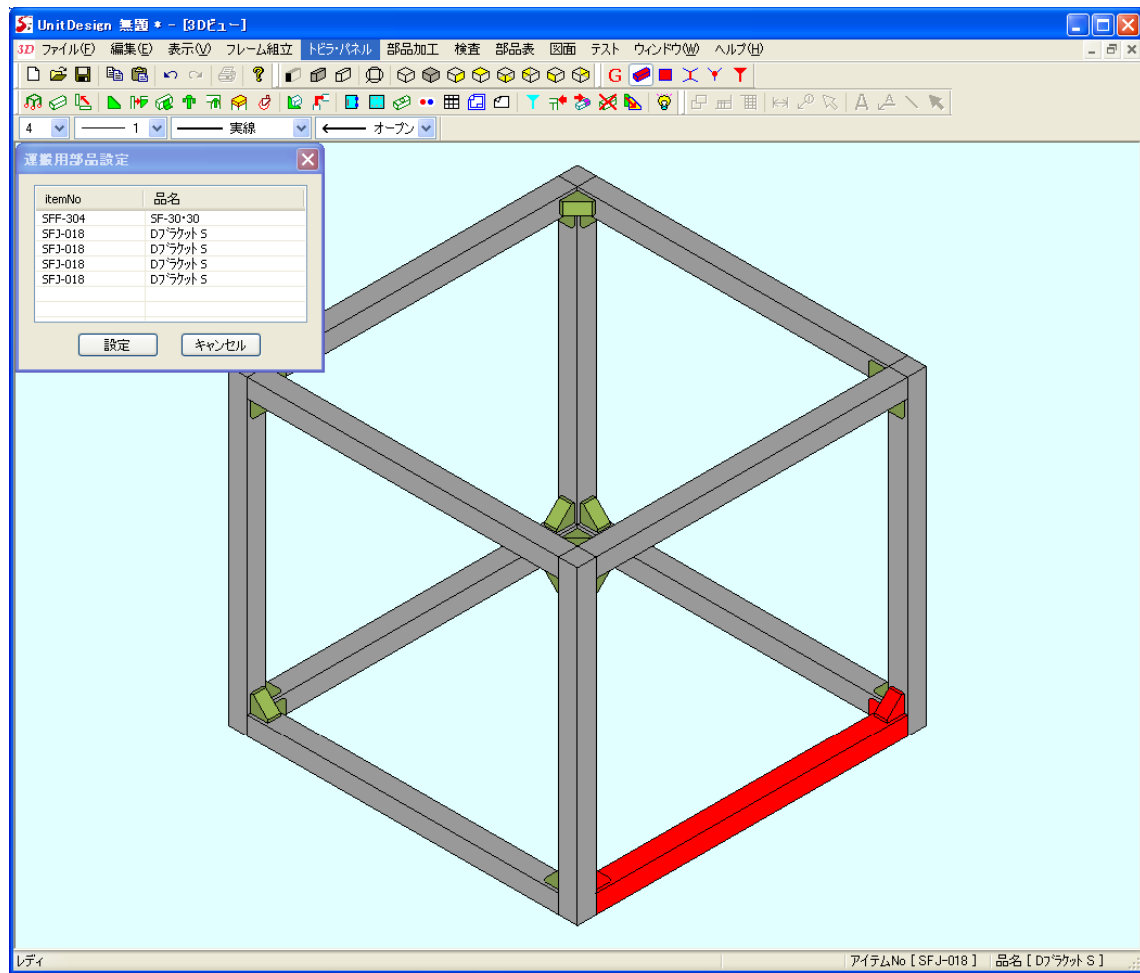 UnitDesign 無題 * - [3Dビュー]
3D ファイル(F) 編集(E) 表示(V) フレーム組立 トビラ・パネル 部品加工 検査 部品表 図面 テスト ウィンドウ(W) ヘルプ(H)
G
A A
4 1 実線 オープン
運搬用部品設定
itemNo 品名
SFF-304 SF-30・30
SFJ-018 Dブラケット S
SFJ-018 Dブラケット S
SFJ-018 Dブラケット S
SFJ-018 Dブラケット S
設定 キャンセル
レディ アイテムNo [ SFJ-018 ] 品名 [ Dブラケット S ]